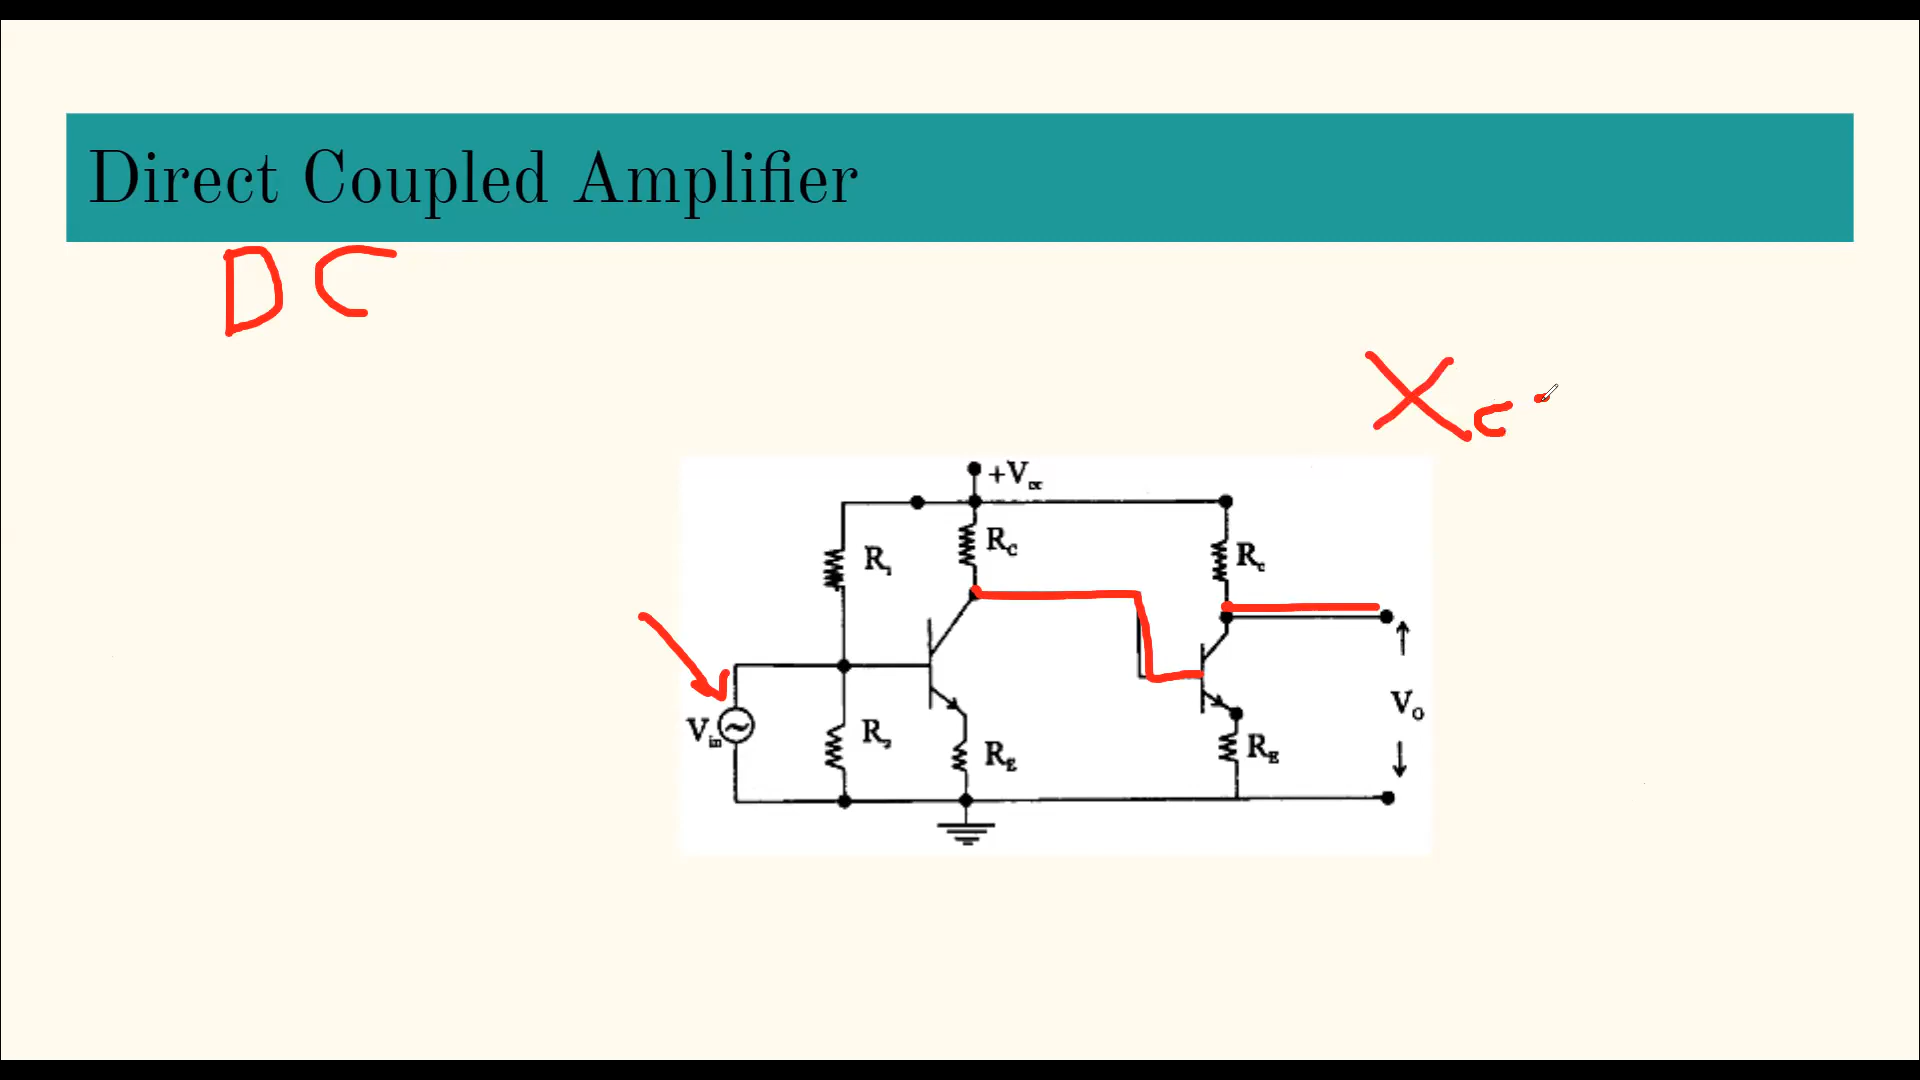 Direct Coupled Amplifier
DC
Xc -
+Vcc
RC
Rc
R1
Vin
R2
RE
RE
VO